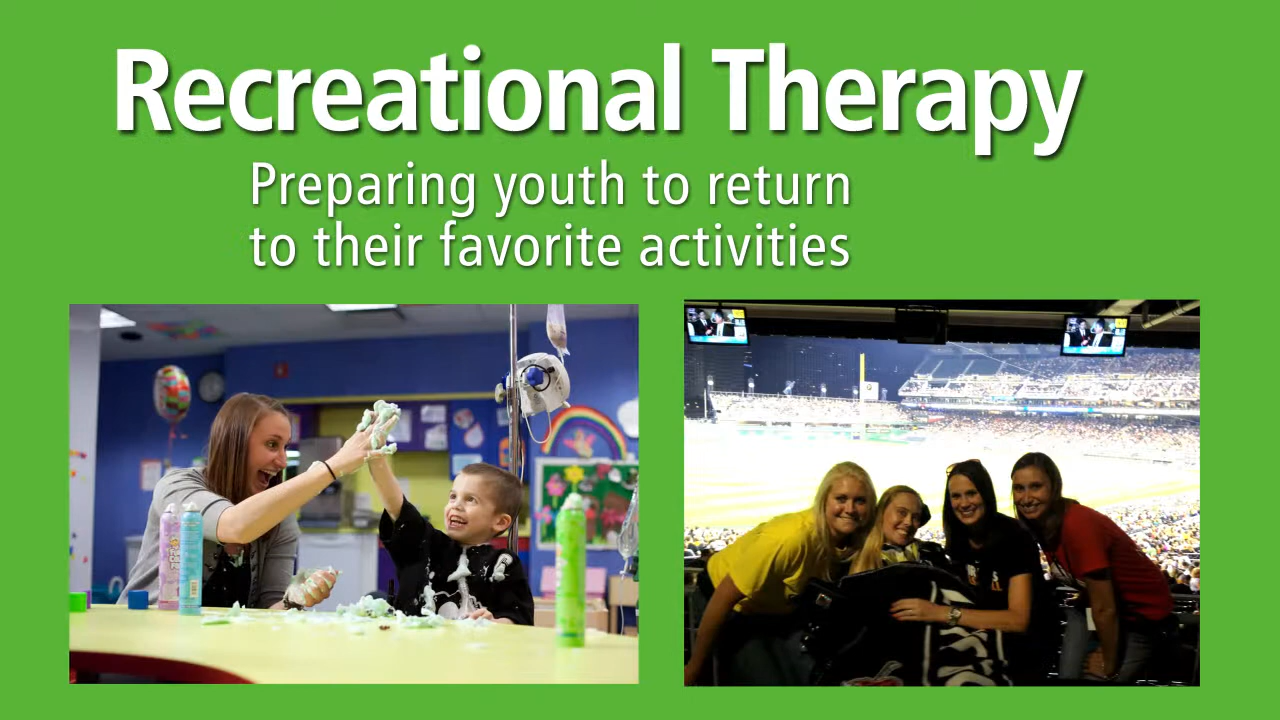 Recreational Therapy
Preparing youth to return
to their favorite activities